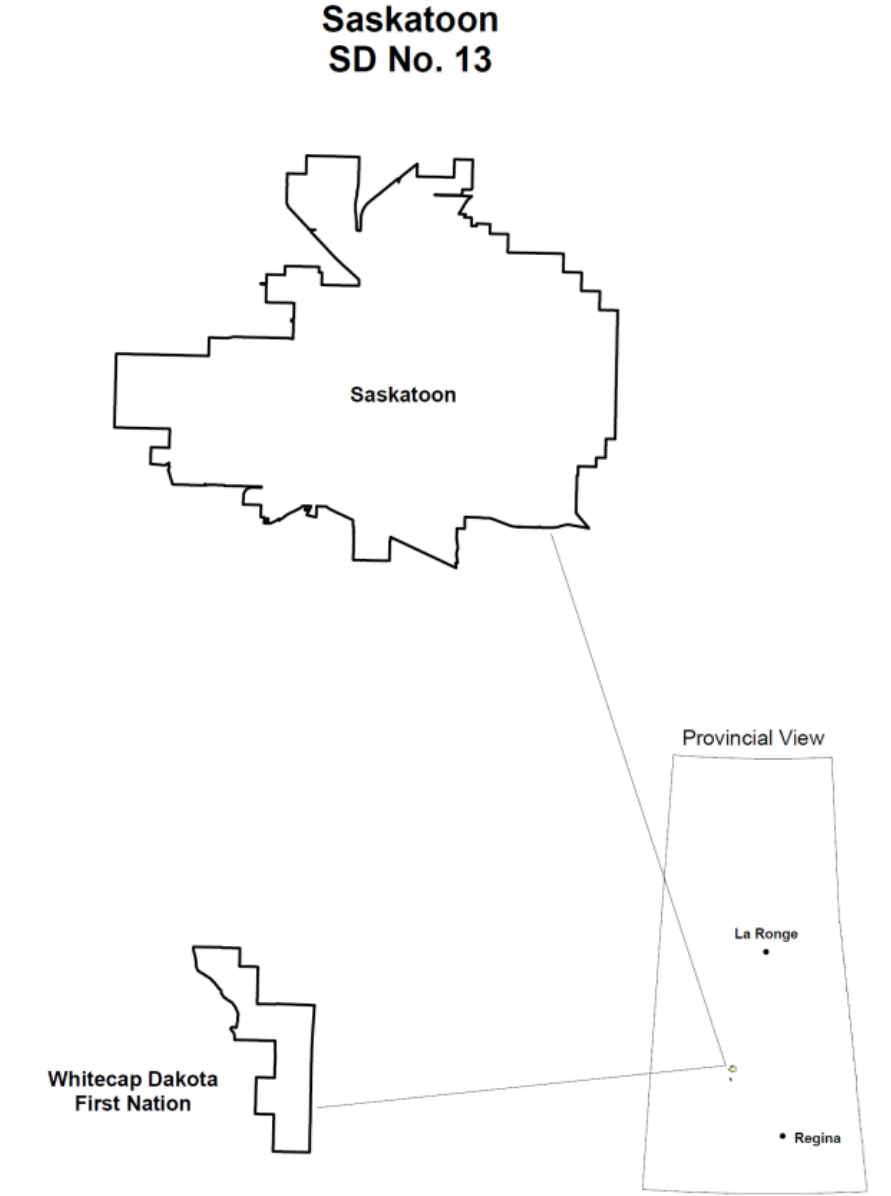 Saskatoon
SD No. 13
Saskatoon
Provincial View
La Ronge
Whitecap Dakota
First Nation
Regina